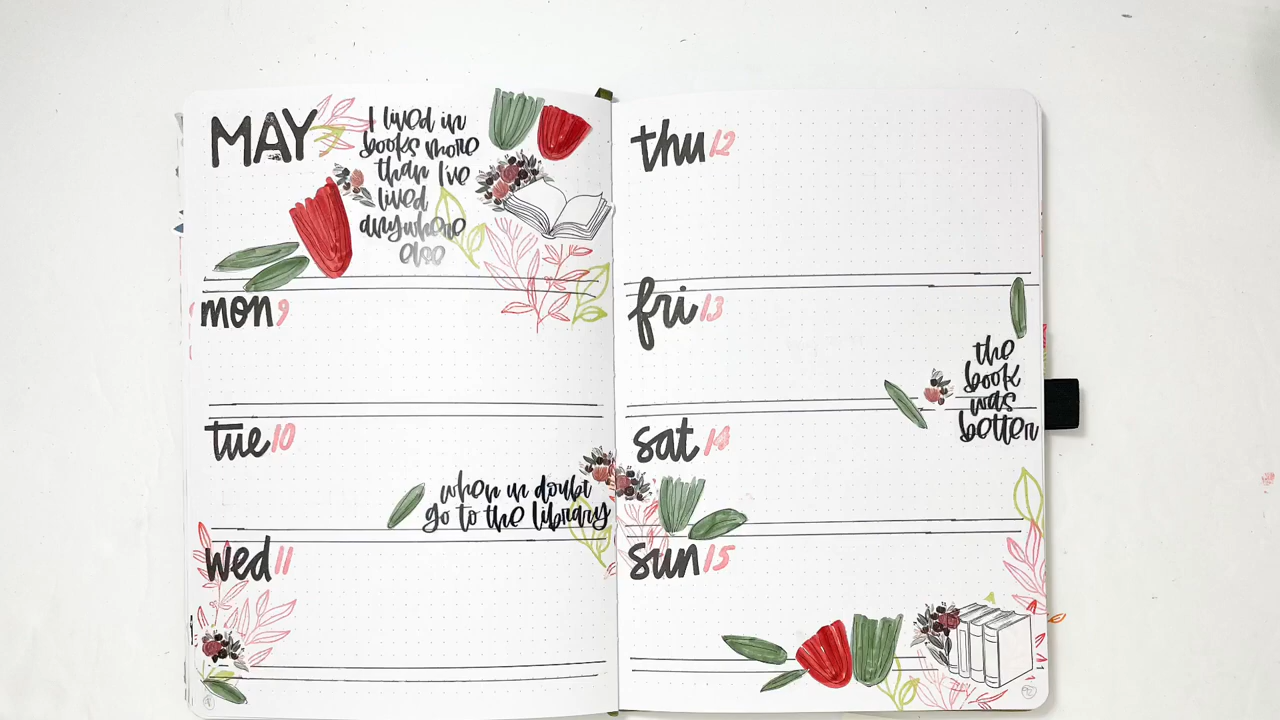 MAY
I lived in
books more
than I've
lived
anywhere
else
mon 9
tue 10
when in doubt
go to the library
wed 11
thu 12
fri 13
the
book
was
better
sat 14
sun 15